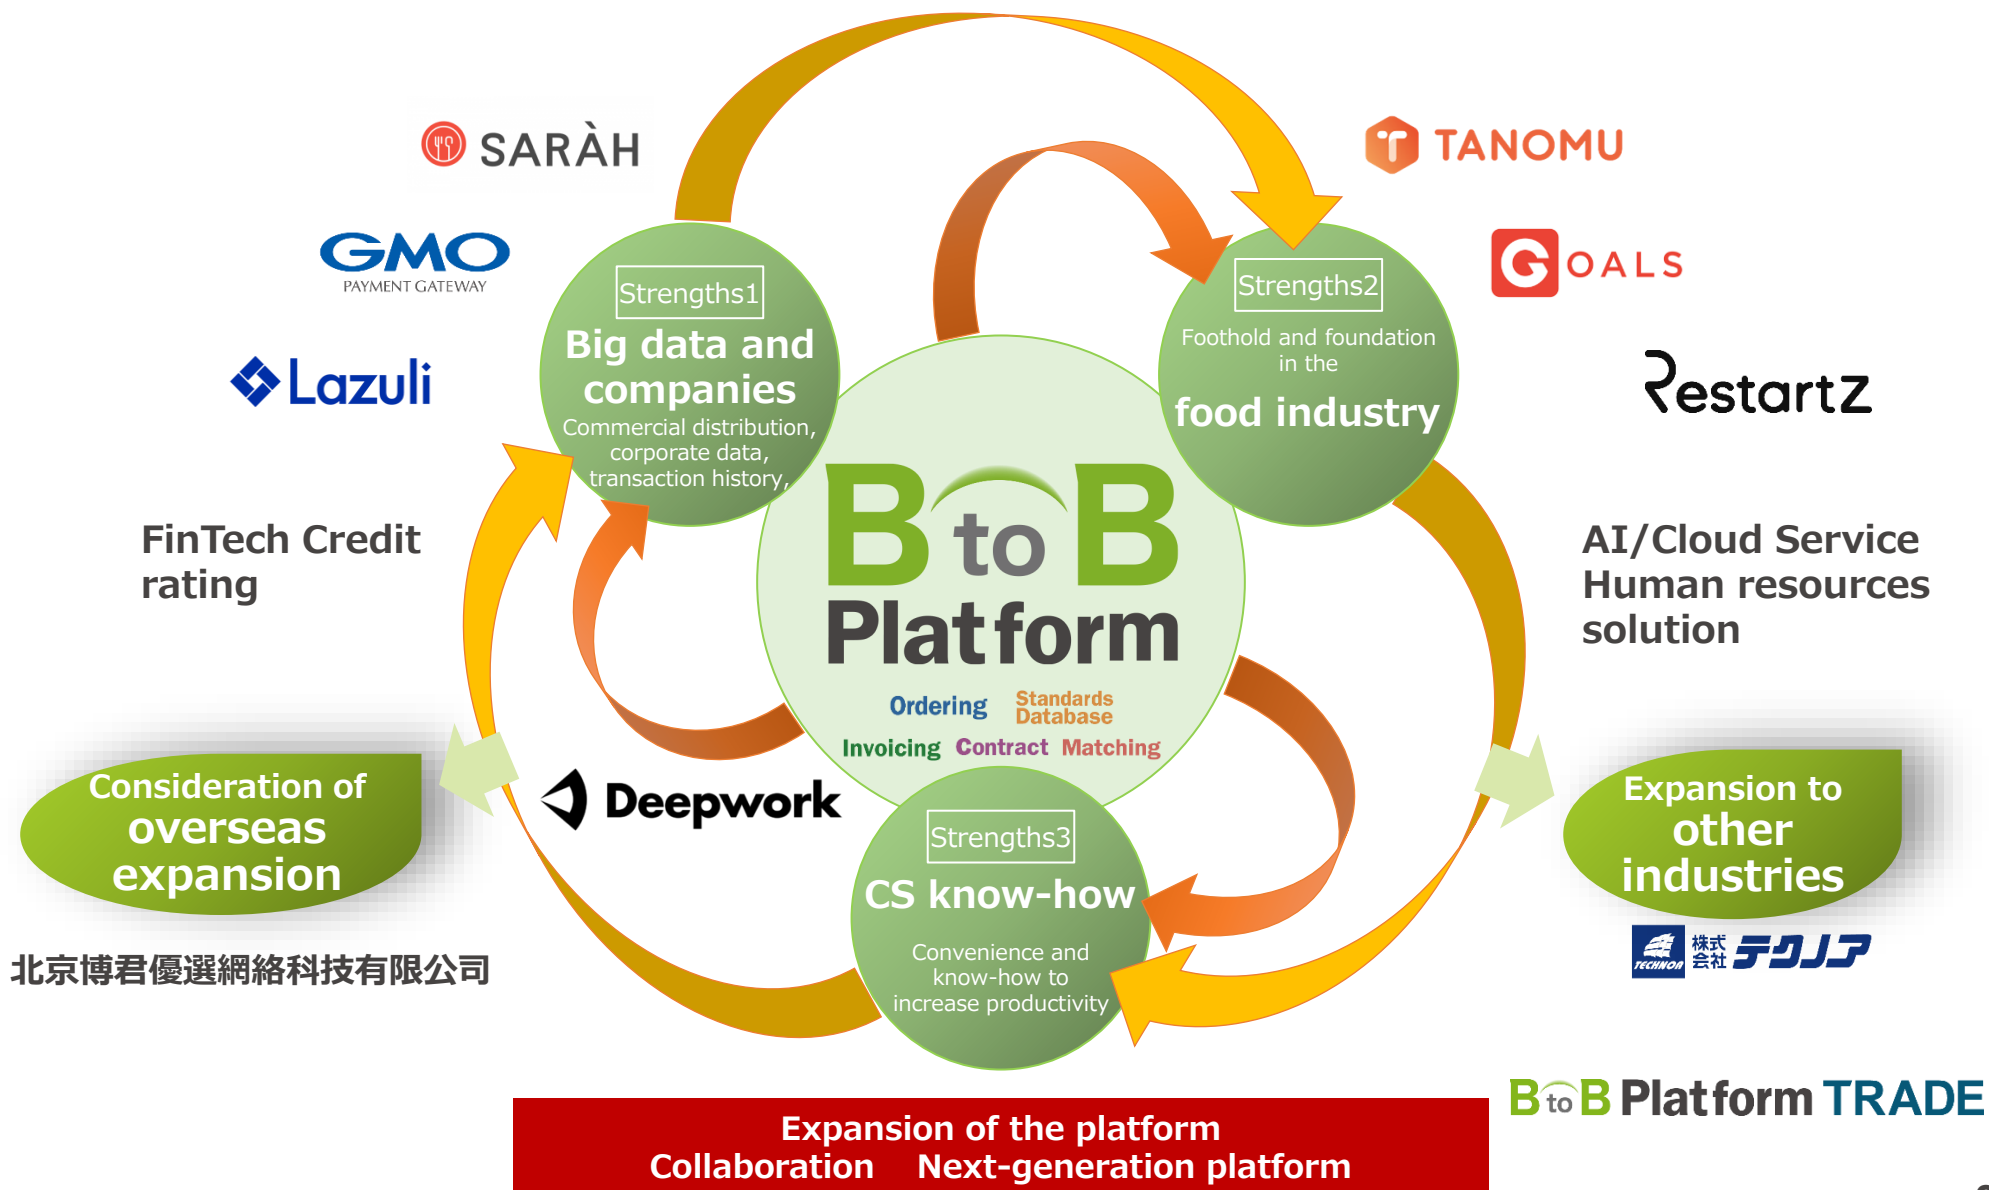 SARÀH
TANOMU
GMO
PAYMENT GATEWAY
GOALS
Lazuli
RestartZ
Strengths1
Big data and
companies
Commercial distribution,
corporate data,
transaction history,
Strengths2
Foothold and foundation
in the
food industry
B to B
Platform
Ordering
Standards
Database
Invoicing
Contract
Matching
FinTech Credit
rating
AI/Cloud Service
Human resources
solution
Consideration of
overseas
expansion
Deepwork
Strengths3
CS know-how
Convenience and
know-how to
increase productivity
Expansion to
other
industries
北京博君優選網絡科技有限公司
TECHNOA
株式
会社
テクノア
B to B Platform TRADE
Expansion of the platform
Collaboration Next-generation platform